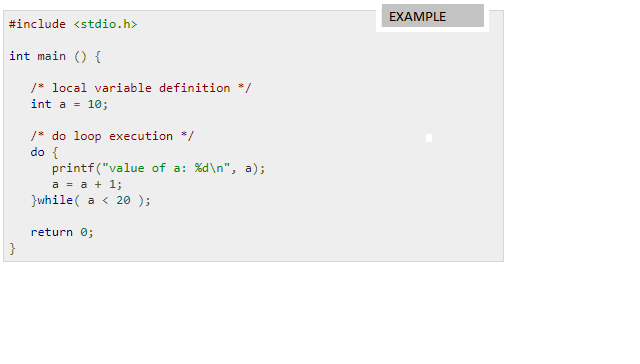 EXAMPLE
#include <stdio.h>
int main () {
/* local variable definition */
int a = 10;
/* do loop execution */
do {
printf("value of a: %d\n", a);
a = a + 1;
}while( a < 20 );
return 0;
}